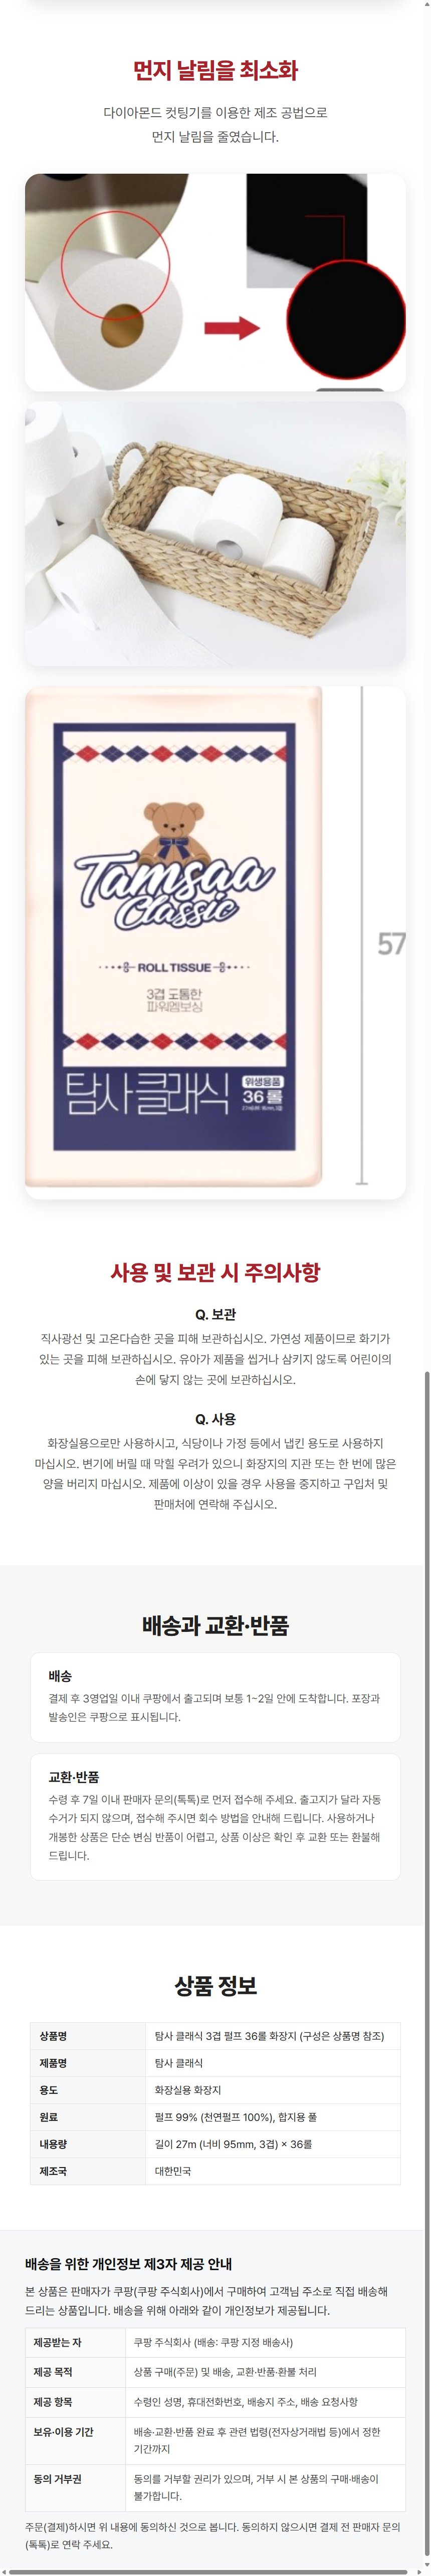 먼지 날림을 최소화
다이아몬드 컷팅기를 이용한 제조 공법으로
먼지 날림을 줄였습니다.
Tamsaa
Classic
ROLL TISSUE
3겹 도톰한
파워엠보싱
탐사 클래식
위생용품
36롤
57
사용 및 보관 시 주의사항
Q. 보관
직사광선 및 고온다습한 곳을 피해 보관하십시오. 가연성 제품이므로 화기가
있는 곳을 피해 보관하십시오. 유아가 제품을 씹거나 삼키지 않도록 어린이의
손에 닿지 않는 곳에 보관하십시오.
Q. 사용
화장실용으로만 사용하시고, 식당이나 가정 등에서 냅킨 용도로 사용하지
마십시오. 변기에 버릴 때 막힐 우려가 있으니 화장지의 지관 또는 한 번에 많은
양을 버리지 마십시오. 제품에 이상이 있을 경우 사용을 중지하고 구입처 및
판매처에 연락해 주십시오.
배송과 교환·반품
배송
결제 후 3영업일 이내 쿠팡에서 출고되며 보통 1~2일 안에 도착합니다. 포장과
발송인은 쿠팡으로 표시됩니다.
교환·반품
수령 후 7일 이내 판매자 문의(톡톡)로 먼저 접수해 주세요. 출고지가 달라 자동
수거가 되지 않으며, 접수해 주시면 회수 방법을 안내해 드립니다. 사용하거나
개봉한 상품은 단순 변심 반품이 어렵고, 상품 이상은 확인 후 교환 또는 환불해
드립니다.
상품 정보
상품명 탐사 클래식 3겹 펄프 36롤 화장지 (구성은 상품명 참조)
제품명 탐사 클래식
용도 화장실용 화장지
원료 펄프 99% (천연펄프 100%), 합지용 풀
내용량 길이 27m (너비 95mm, 3겹) × 36롤
제조국 대한민국
배송을 위한 개인정보 제3자 제공 안내
본 상품은 판매자가 쿠팡(쿠팡 주식회사)에서 구매하여 고객님 주소로 직접 배송해
드리는 상품입니다. 배송을 위해 아래와 같이 개인정보가 제공됩니다.
제공받는 자 쿠팡 주식회사 (배송: 쿠팡 지정 배송사)
제공 목적 상품 구매(주문) 및 배송, 교환·반품·환불 처리
제공 항목 수령인 성명, 휴대전화번호, 배송지 주소, 배송 요청사항
보유·이용 기간 배송·교환·반품 완료 후 관련 법령(전자상거래법 등)에서 정한
기간까지
동의 거부권 동의를 거부할 권리가 있으며, 거부 시 본 상품의 구매·배송이
불가합니다.
주문(결제)하시면 위 내용에 동의하신 것으로 봅니다. 동의하지 않으시면 결제 전 판매자 문의
(톡톡)로 연락 주세요.